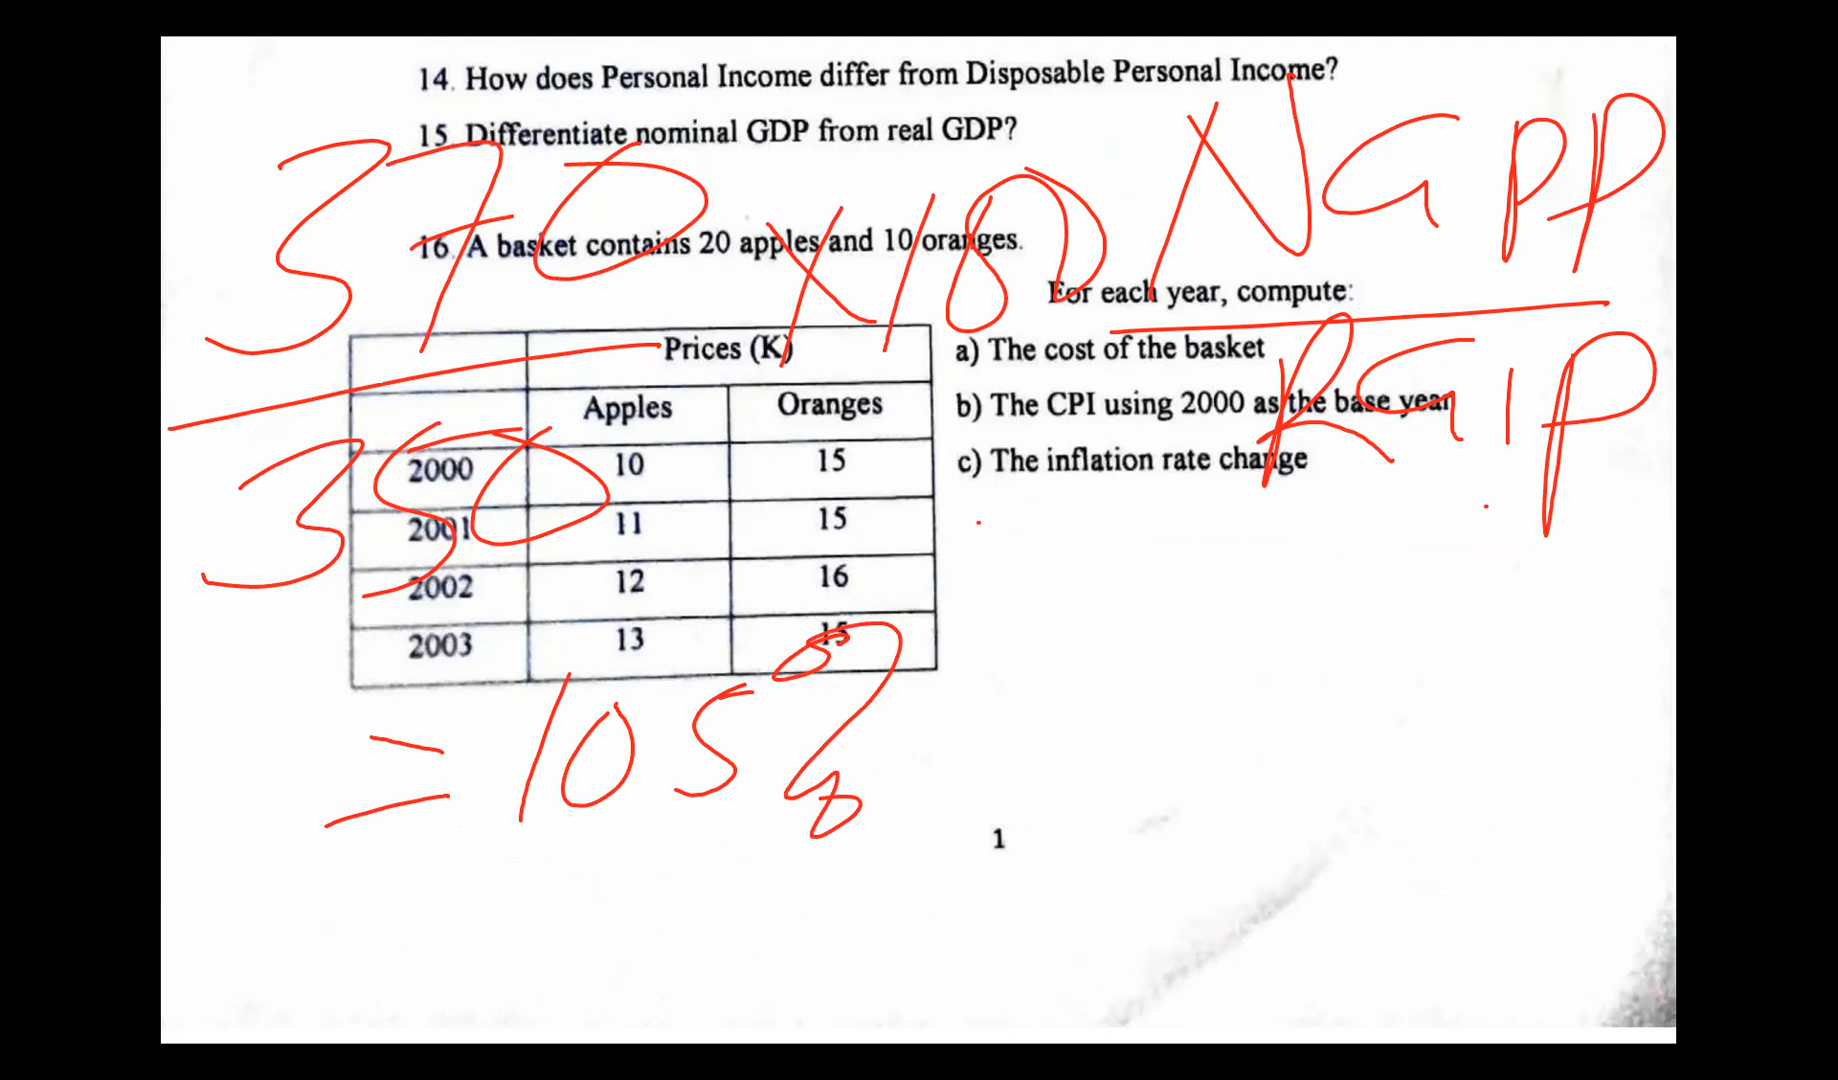 14. How does Personal Income differ from Disposable Personal Income?
15. Differentiate nominal GDP from real GDP?
16. A basket contains 20 apples and 10 oranges.
For each year, compute:
Prices (K)
a) The cost of the basket
Apples Oranges
b) The CPI using 2000 as the base year
2000 10 15
c) The inflation rate change
2001 11 15
2002 12 16
2003 13 15
370
350
= 105
1